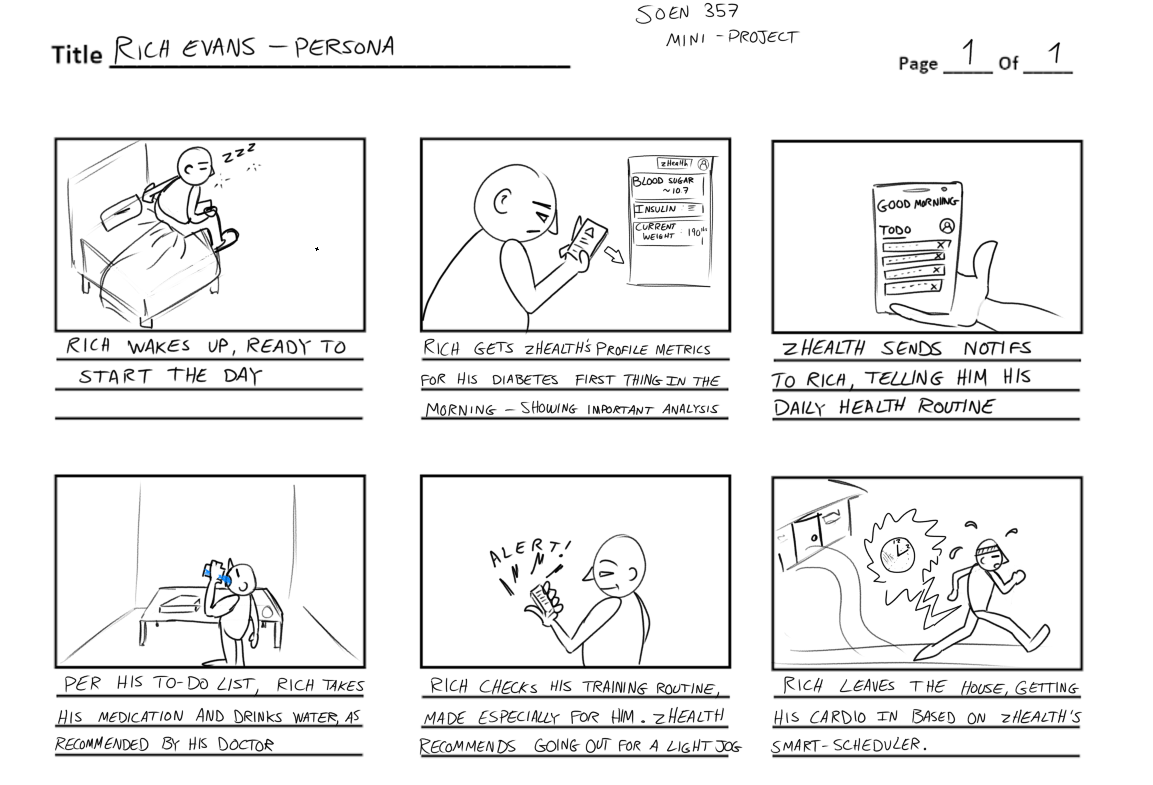 SOEN 357
MINI - PROJECT
Title RICH EVANS - PERSONA
Page 1 Of 1
zzz
RICH WAKES UP, READY TO
START THE DAY
zHealth
BLOOD SUGAR
~10.7
INSULIN
CURRENT
WEIGHT 190lb
RICH GETS ZHEALTH'S PROFILE METRICS
FOR HIS DIABETES FIRST THING IN THE
MORNING - SHOWING IMPORTANT ANALYSIS
GOOD MORNING
TODO
ZHEALTH SENDS NOTIFS
TO RICH, TELLING HIM HIS
DAILY HEALTH ROUTINE
PER HIS TO-DO LIST, RICH TAKES
HIS MEDICATION AND DRINKS WATER, AS
RECOMMENDED BY HIS DOCTOR
ALERT!
RICH CHECKS HIS TRAINING ROUTINE,
MADE ESPECIALLY FOR HIM. ZHEALTH
RECOMMENDS GOING OUT FOR A LIGHT JOG
RICH LEAVES THE HOUSE, GETTING
HIS CARDIO IN BASED ON ZHEALTH'S
SMART-SCHEDULER.